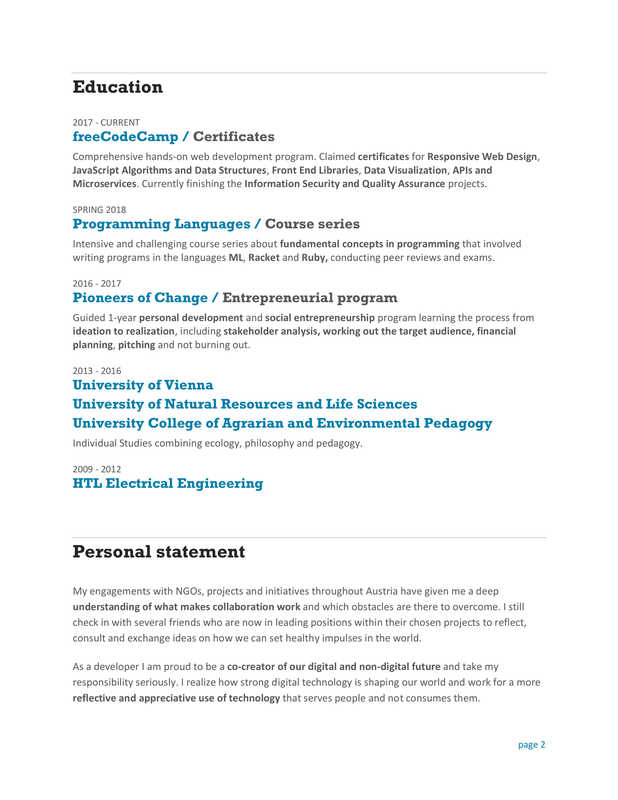 Education
2017 - CURRENT
freeCodeCamp / Certificates
Comprehensive hands-on web development program. Claimed certificates for Responsive Web Design,
JavaScript Algorithms and Data Structures, Front End Libraries, Data Visualization, APIs and
Microservices. Currently finishing the Information Security and Quality Assurance projects.
SPRING 2018
Programming Languages / Course series
Intensive and challenging course series about fundamental concepts in programming that involved
writing programs in the languages ML, Racket and Ruby, conducting peer reviews and exams.
2016 - 2017
Pioneers of Change / Entrepreneurial program
Guided 1-year personal development and social entrepreneurship program learning the process from
ideation to realization, including stakeholder analysis, working out the target audience, financial
planning, pitching and not burning out.
2013 - 2016
University of Vienna
University of Natural Resources and Life Sciences
University College of Agrarian and Environmental Pedagogy
Individual Studies combining ecology, philosophy and pedagogy.
2009 - 2012
HTL Electrical Engineering
Personal statement
My engagements with NGOs, projects and initiatives throughout Austria have given me a deep
understanding of what makes collaboration work and which obstacles are there to overcome. I still
check in with several friends who are now in leading positions within their chosen projects to reflect,
consult and exchange ideas on how we can set healthy impulses in the world.
As a developer I am proud to be a co-creator of our digital and non-digital future and take my
responsibility seriously. I realize how strong digital technology is shaping our world and work for a more
reflective and appreciative use of technology that serves people and not consumes them.
page 2